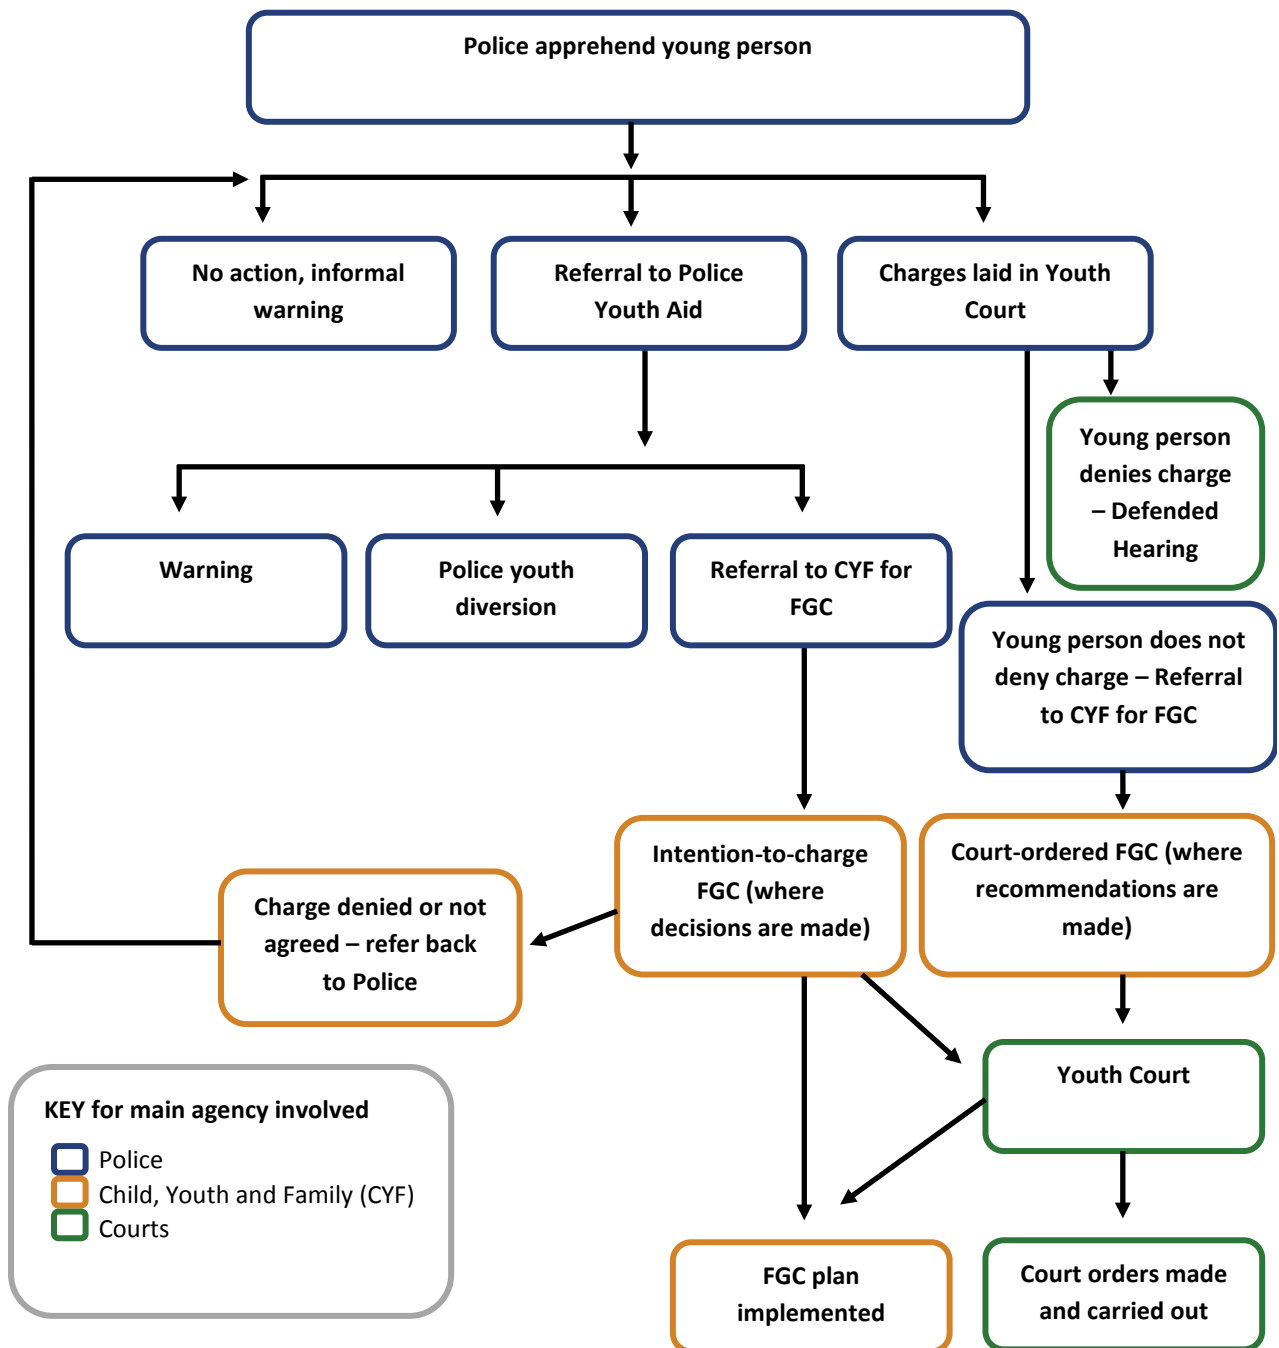 Police apprehend young person
No action, informal
warning
Referral to Police
Youth Aid
Charges laid in Youth
Court
Young person
denies charge
– Defended
Hearing
Warning
Police youth
diversion
Referral to CYF for
FGC
Young person does not
deny charge – Referral
to CYF for FGC
Intention-to-charge
FGC (where
decisions are made)
Court-ordered FGC (where
recommendations are
made)
Charge denied or not
agreed – refer back
to Police
Youth Court
KEY for main agency involved
Police
Child, Youth and Family (CYF)
Courts
FGC plan
implemented
Court orders made
and carried out